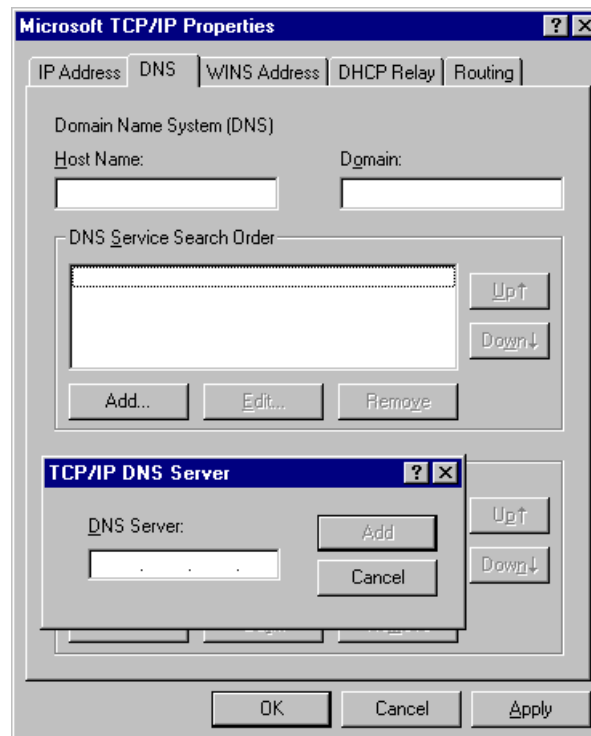 Microsoft TCP/IP Properties
IP Address DNS WINS Address DHCP Relay Routing
Domain Name System (DNS)
Host Name: Domain:
DNS Service Search Order
Up↑
Down↓
Add... Edit... Remove
TCP/IP DNS Server
DNS Server:
Add
. . .
Cancel
Up↑
Down↓
OK Cancel Apply